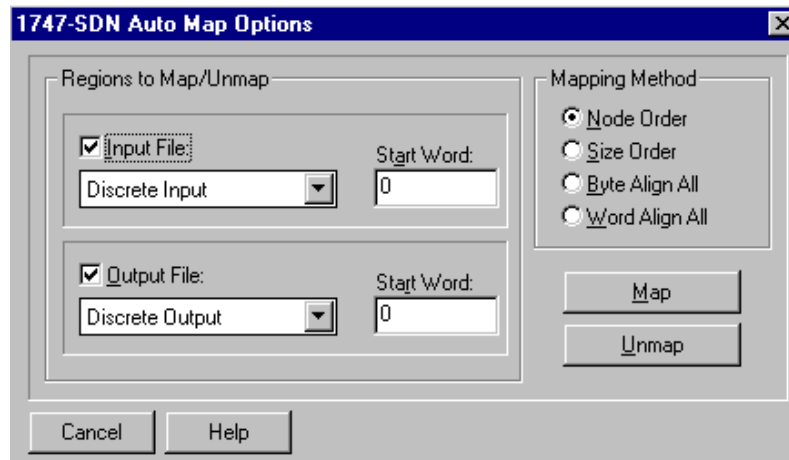 1747-SDN Auto Map Options
Regions to Map/Unmap
Input File:
Start Word:
Discrete Input
0
Output File:
Start Word:
Discrete Output
0
Mapping Method
Node Order
Size Order
Byte Align All
Word Align All
Map
Unmap
Cancel
Help